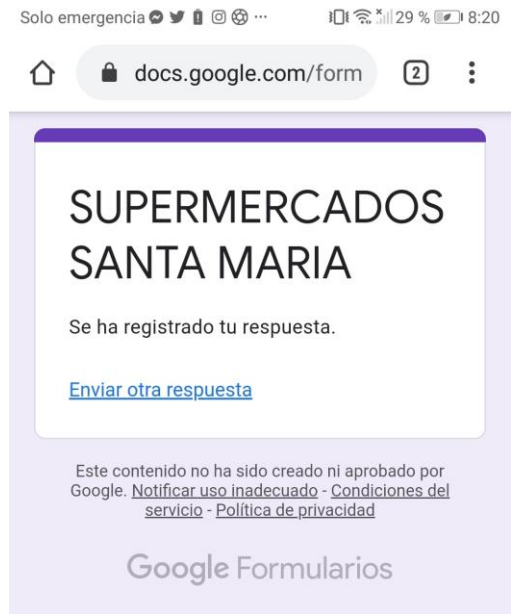 Solo emergencia ... 29 % 8:20
docs.google.com/form 2
SUPERMERCADOS
SANTA MARIA
Se ha registrado tu respuesta.
Enviar otra respuesta
Este contenido no ha sido creado ni aprobado por
Google. Notificar uso inadecuado - Condiciones del
servicio - Política de privacidad
Google Formularios